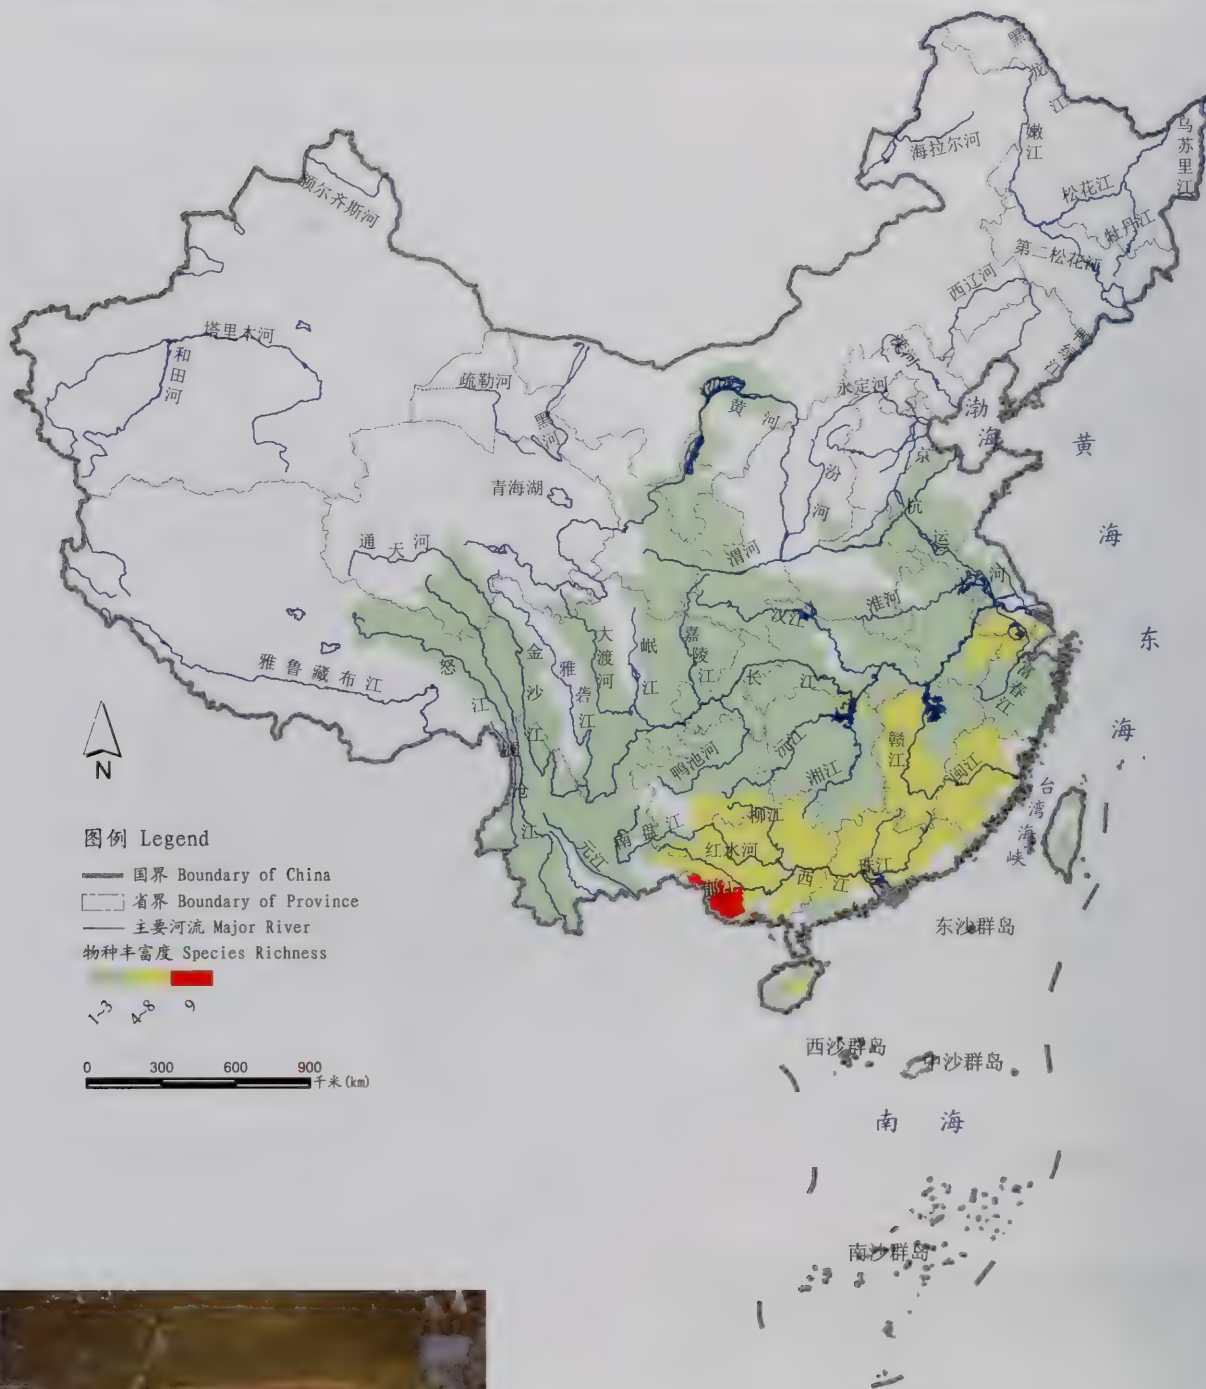 黑龙江
嫩江
乌苏里江
海拉尔河
松花江
牡丹江
额尔齐斯河
第二松花江
西辽河
塔里木河
和田河
滦河
疏勒河
永定河
渤海
黄河
黑河
黄
京
汾河
青海湖
杭
海
通天河
渭河
运
河
淮河
汉江
东
大渡河
岷江
嘉陵江
金沙江
雅砻江
长江
富春江
雅鲁藏布江
怒江
海
赣江
沅江
鸭池河
湘江
闽江
台湾海峡
N
沧
江
柳江
南盘江
元江
红水河
珠江
西江
郁江
图例 Legend
国界 Boundary of China
省界 Boundary of Province
主要河流 Major River
物种丰富度 Species Richness
1~3
4~8
9
东沙群岛
西沙群岛
中沙群岛
0 300 600 900
千米(km)
南海
南沙群岛